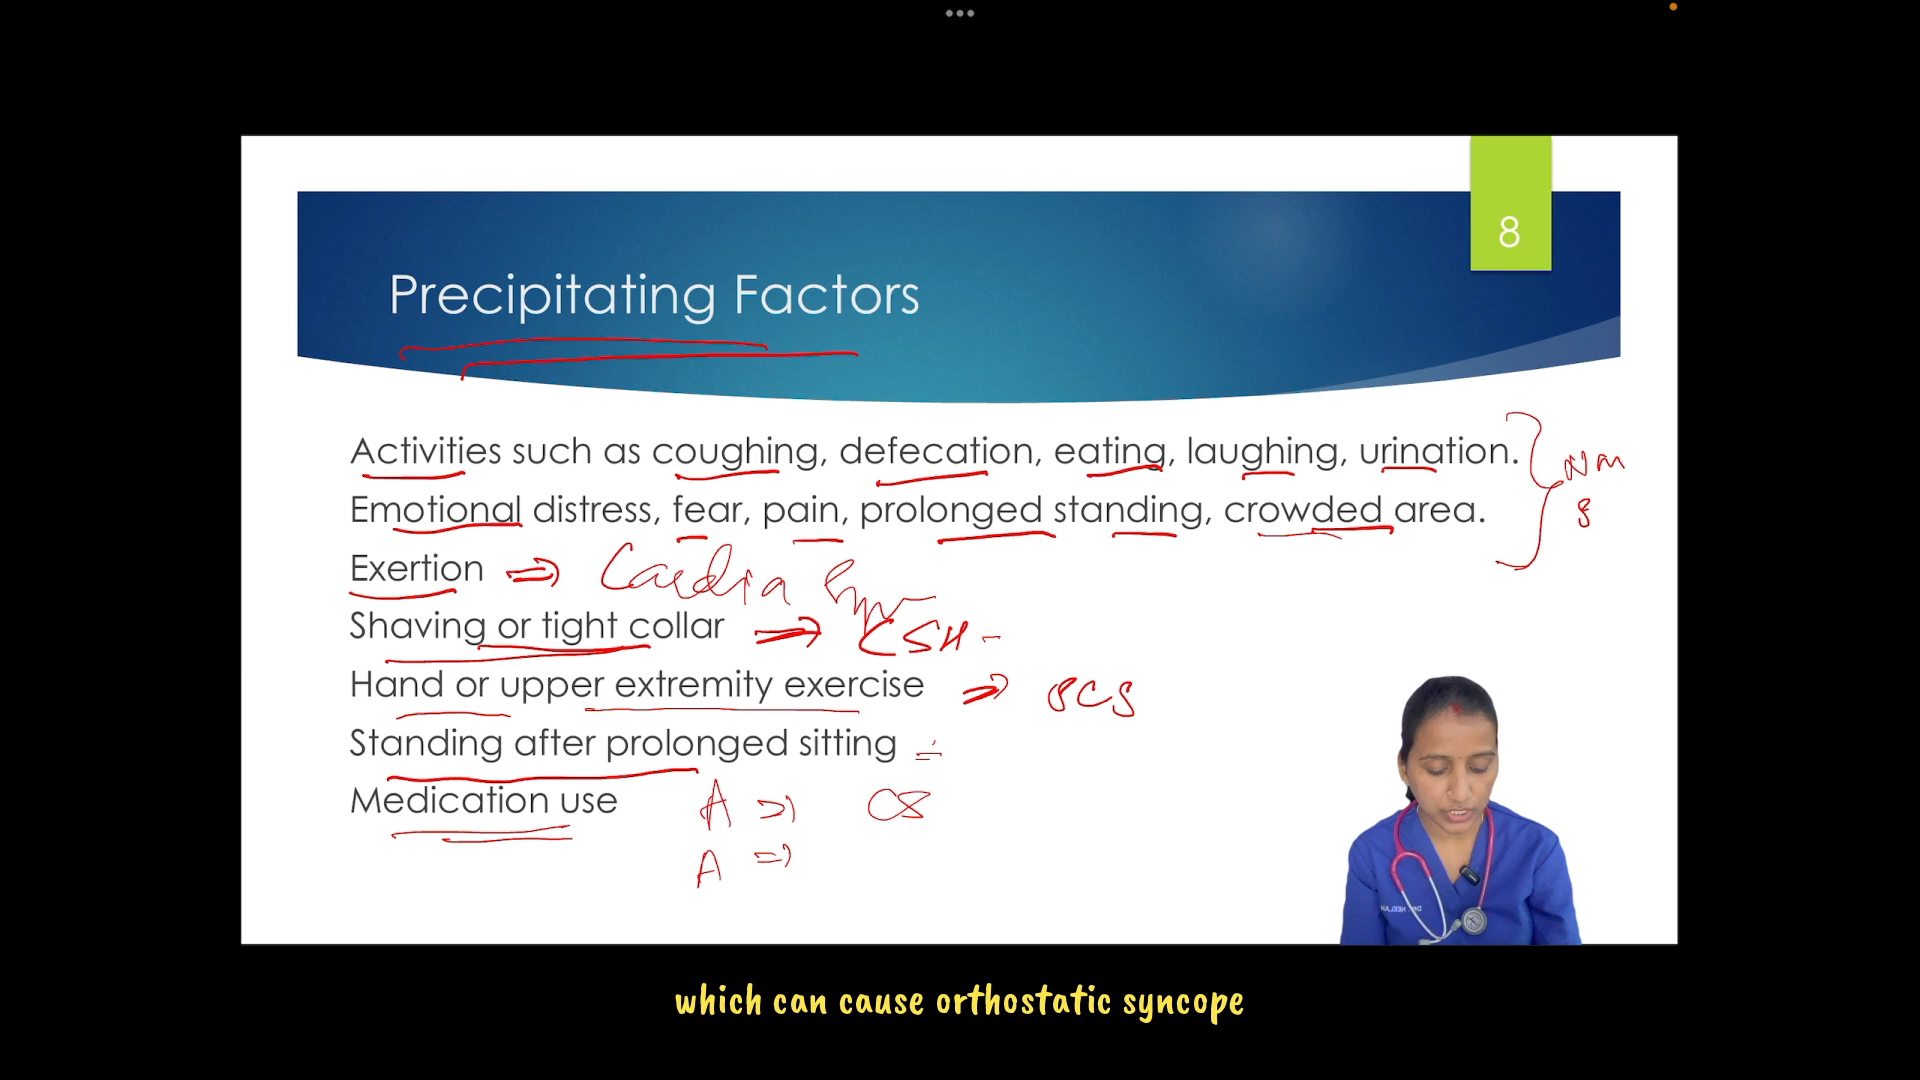 8
Precipitating Factors
Activities such as coughing, defecation, eating, laughing, urination.
Emotional distress, fear, pain, prolonged standing, crowded area.
Exertion ⇒ Cardia
Shaving or tight collar ⇒ CSH -
Hand or upper extremity exercise ⇒ SCS
Standing after prolonged sitting
Medication use A ⇒
A ⇒
which can cause orthostatic syncope